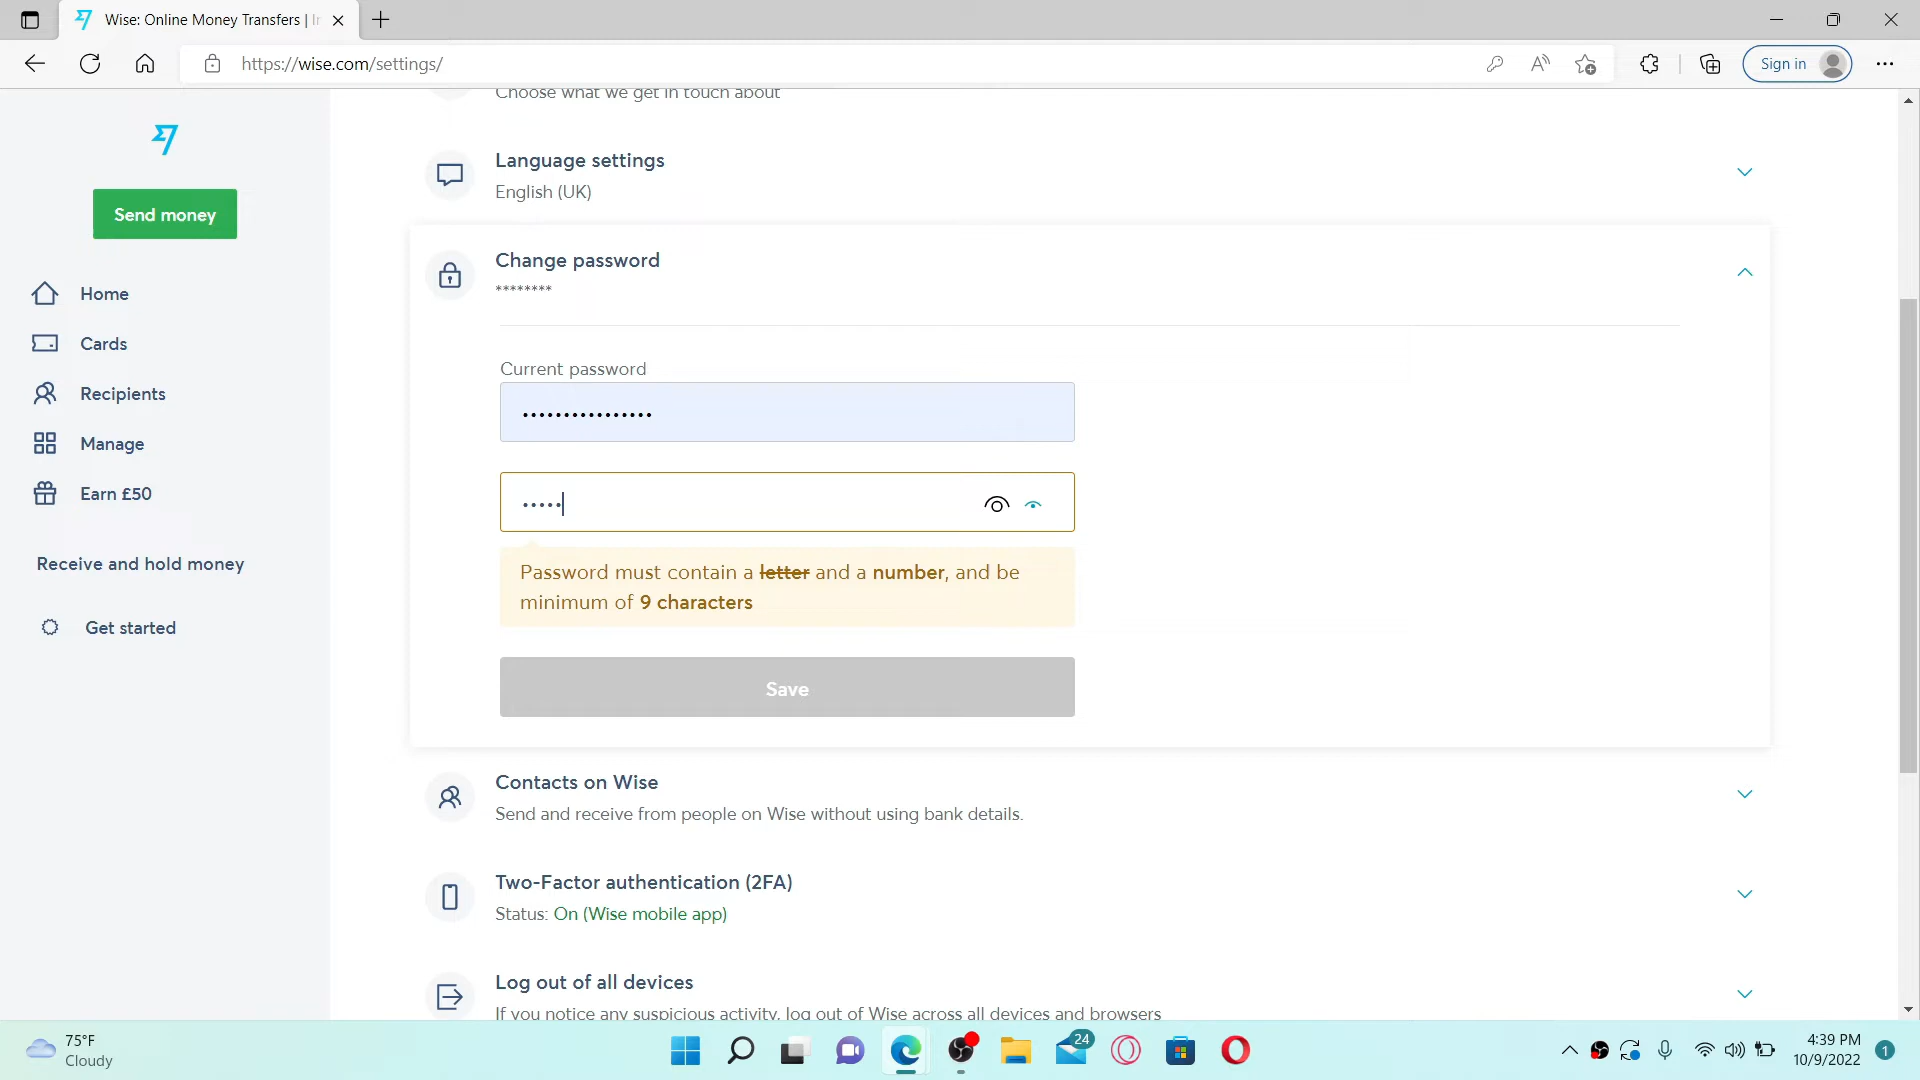 Wise: Online Money Transfers | In
https://wise.com/settings/
Sign in
Choose what we get in touch about
Send money
Home
Cards
Recipients
Manage
Earn £50
Receive and hold money
Get started
Language settings
English (UK)
Change password
********
Current password
••••••••••••••••
•••••
Password must contain a letter and a number, and be
minimum of 9 characters
Save
Contacts on Wise
Send and receive from people on Wise without using bank details.
Two-Factor authentication (2FA)
Status: On (Wise mobile app)
Log out of all devices
If you notice any suspicious activity, log out of Wise across all devices and browsers
75°F
Cloudy
24
4:39 PM
10/9/2022
1